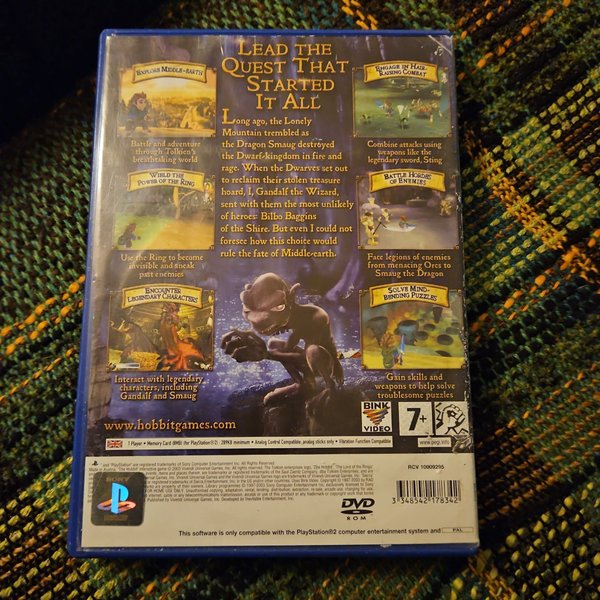 LEAD THE
QUEST THAT
STARTED
IT ALL
Long ago, the Lonely
Mountain trembled as
the Dragon Smaug destroyed
the Dwarf-kingdom in fire and
rage. When the Dwarves set out
to reclaim their stolen treasure
hoard, I, Gandalf the Wizard,
sent with them the most unlikely
of heroes: Bilbo Baggins
of the Shire. But even I could not
foresee how this choice would
rule the fate of Middle-earth.
EXPLORE MIDDLE-EARTH
Battle and adventure
through Tolkien's
breathtaking world
WIELD THE
POWER OF THE RING
Use the Ring to become
invisible and sneak
past enemies
ENCOUNTER
LEGENDARY CHARACTERS
Interact with legendary
characters, including
Gandalf and Smaug
ENGAGE IN HAIR-
RAISING COMBAT
Combine attacks using
weapons like the
legendary sword, Sting
BATTLE HORDES
OF ENEMIES
Face legions of enemies
from menacing Orcs to
Smaug the Dragon
SOLVE MIND-
BENDING PUZZLES
Gain skills and
weapons to help solve
troublesome puzzles
www.hobbitgames.com
BINK
VIDEO
7+
www.pegi.info
1 Player • Memory Card (8MB) (for PlayStation®2) : 289KB minimum • Analog Control Compatible: analog sticks only • Vibration Function Compatible
RCV 10009295
3 348542 178342
SONY
DVD
ROM
This software is only compatible with the PlayStation®2 computer entertainment system and
PAL